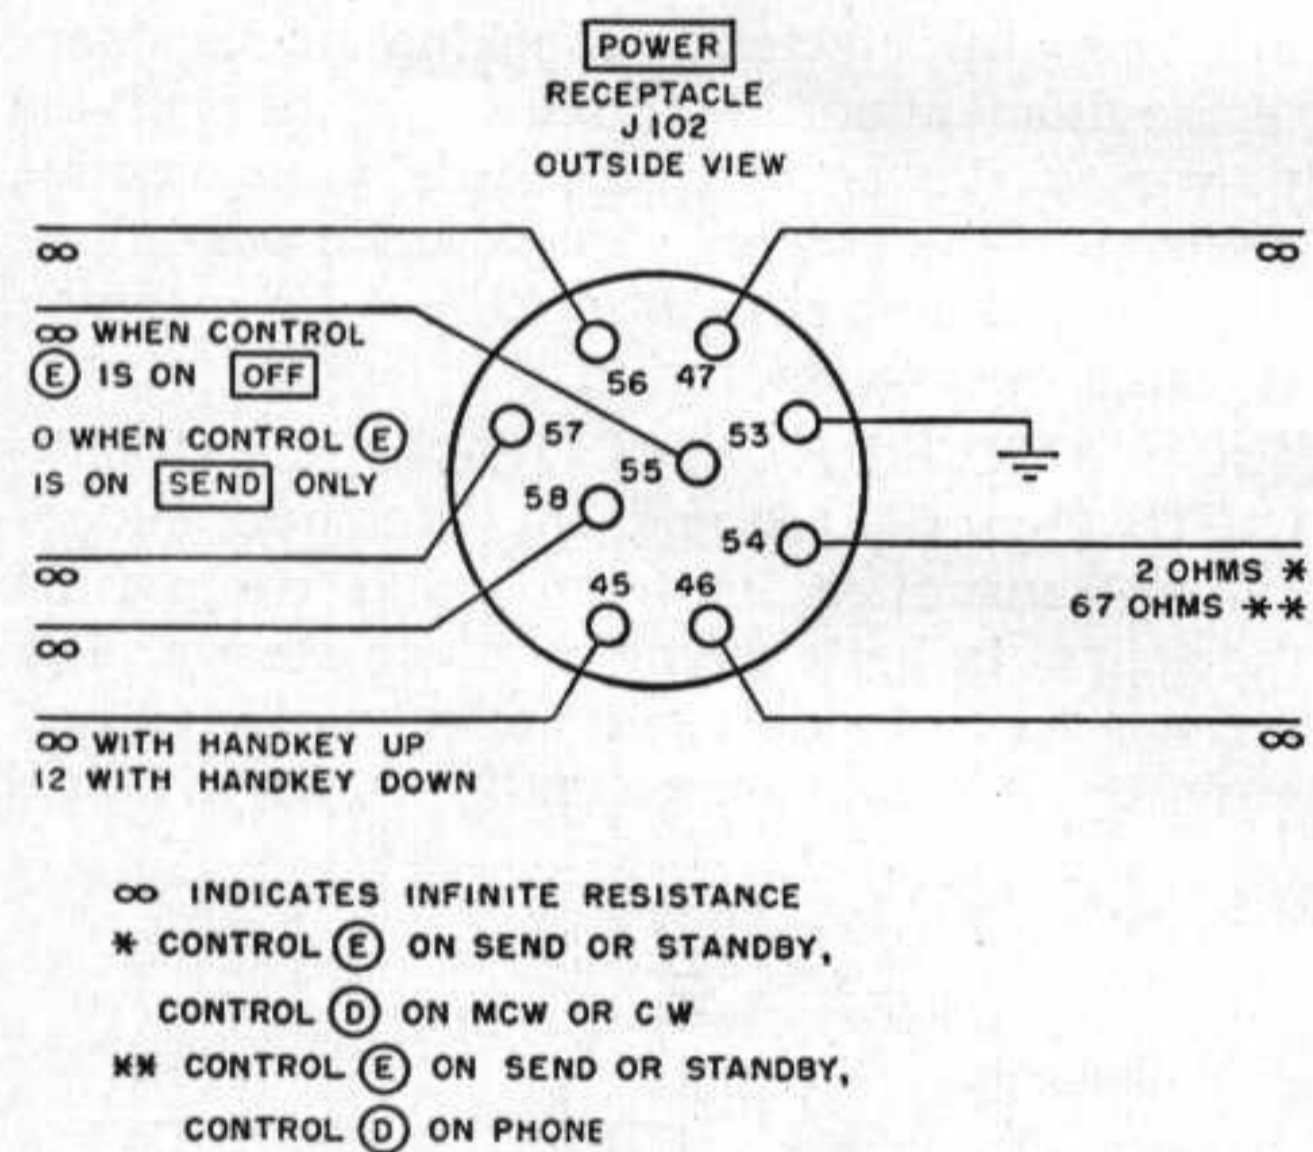 POWER
RECEPTACLE
J 102
OUTSIDE VIEW
∞
∞
∞ WHEN CONTROL
Ⓔ IS ON OFF
0 WHEN CONTROL Ⓔ
IS ON SEND ONLY
56
47
57
53
55
58
54
45
46
∞
2 OHMS *
67 OHMS **
∞
∞ WITH HANDKEY UP
12 WITH HANDKEY DOWN
∞
∞ INDICATES INFINITE RESISTANCE
* CONTROL Ⓔ ON SEND OR STANDBY,
CONTROL Ⓓ ON MCW OR CW
** CONTROL Ⓔ ON SEND OR STANDBY,
CONTROL Ⓓ ON PHONE